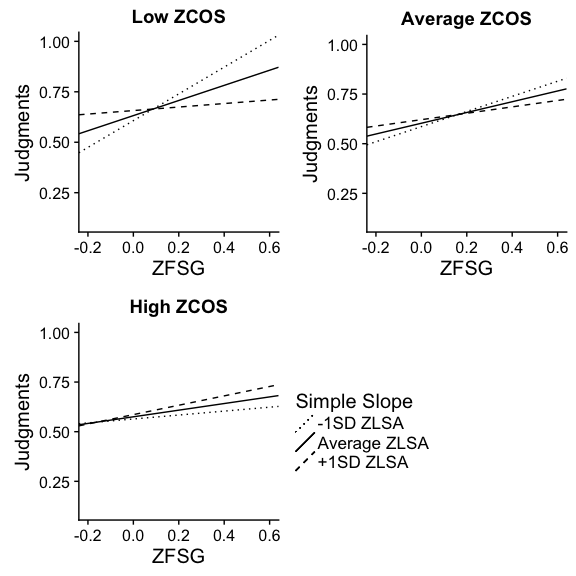 Low ZCOS
Judgments
1.00
0.75
0.50
0.25
-0.2 0.0 0.2 0.4 0.6
ZFSG
Average ZCOS
Judgments
1.00
0.75
0.50
0.25
-0.2 0.0 0.2 0.4 0.6
ZFSG
High ZCOS
Judgments
1.00
0.75
0.50
0.25
-0.2 0.0 0.2 0.4 0.6
ZFSG
Simple Slope
-1SD ZLSA
Average ZLSA
+1SD ZLSA